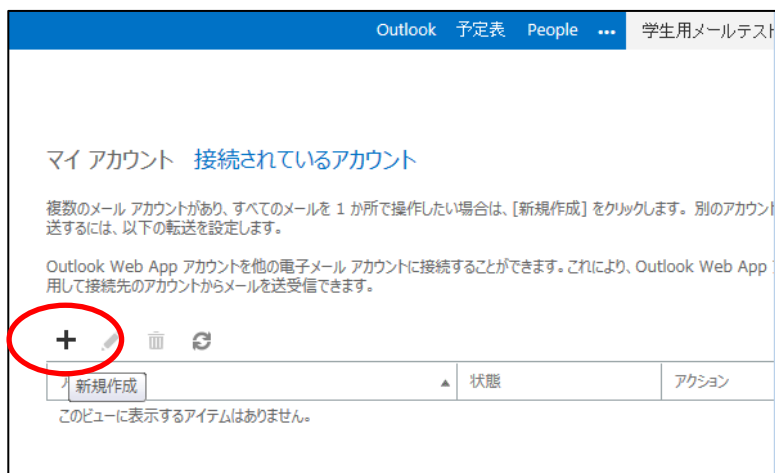 Outlook 予定表 People ••• 学生用メールテスト
マイ アカウント 接続されているアカウント
複数のメール アカウントがあり、すべてのメールを 1 か所で操作したい場合は、[新規作成] をクリックします。別のアカウント
送するには、以下の転送を設定します。
Outlook Web App アカウントを他の電子メール アカウントに接続することができます。これにより、Outlook Web App
用して接続先のアカウントからメールを送受信できます。
新規作成
状態 アクション
このビューに表示するアイテムはありません。